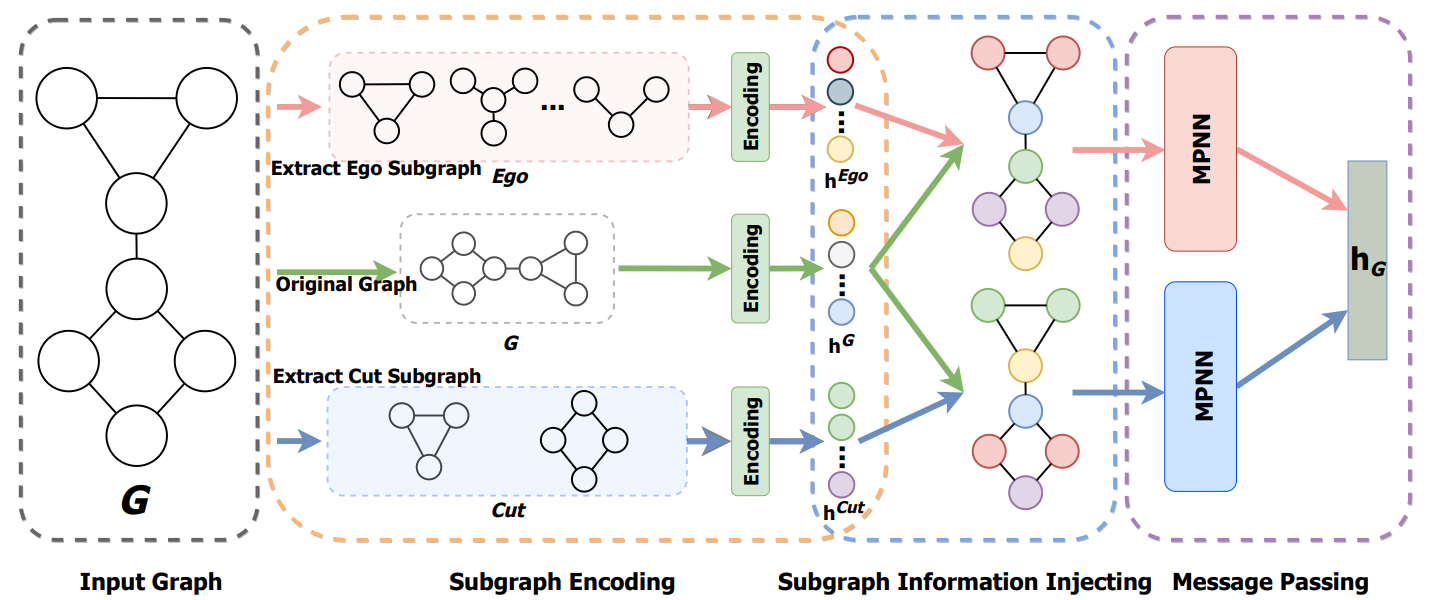 Extract Ego Subgraph
Ego
...
Encoding
...
h^Ego
Original Graph
G
Encoding
...
h^G
Extract Cut Subgraph
Cut
Encoding
...
h^Cut
MPNN
MPNN
h_G
G
Input Graph
Subgraph Encoding
Subgraph Information Injecting
Message Passing